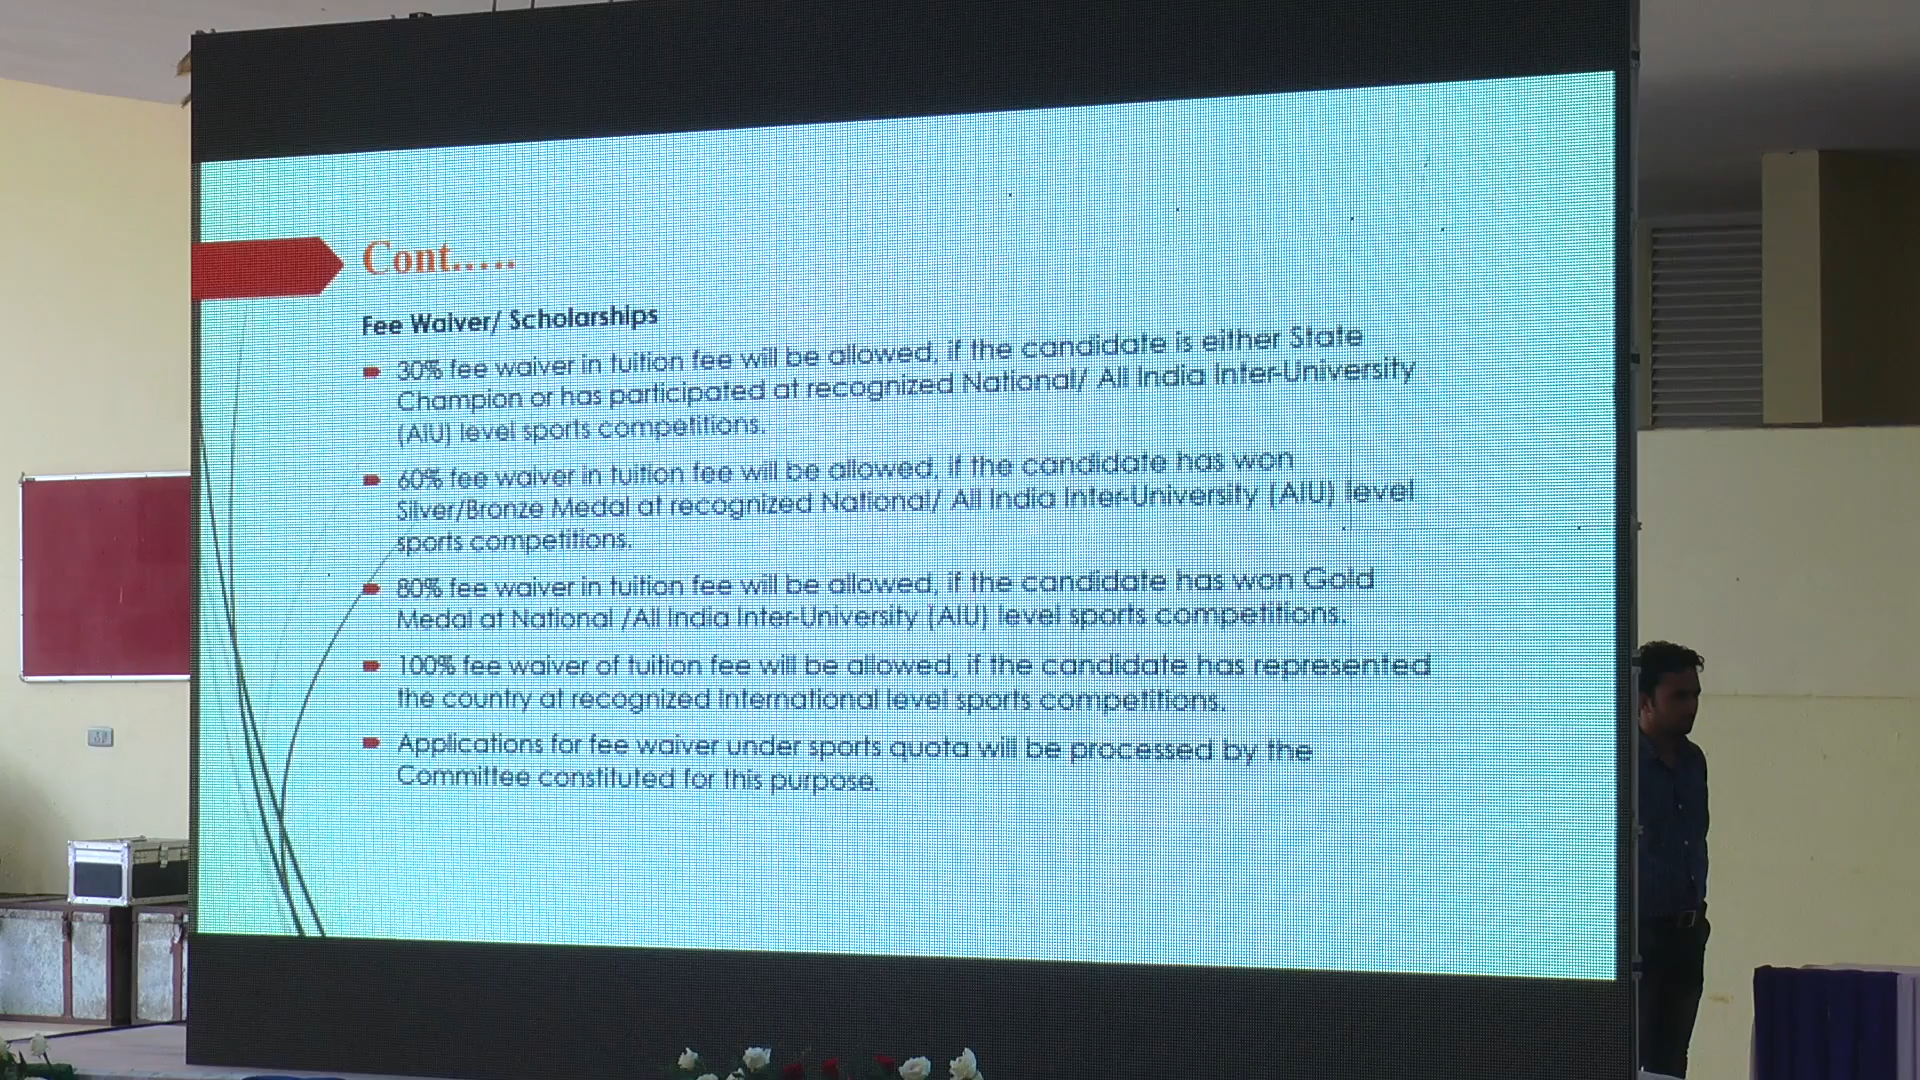 Cont.....
Fee Waiver/ Scholarships
30% fee waiver in tuition fee will be allowed, if the candidate is either State
Champion or has participated at recognized National/ All India Inter-University
(AIU) level sports competitions.
60% fee waiver in tuition fee will be allowed, if the candidate has won
Silver/Bronze Medal at recognized National/ All India Inter-University (AIU) level
sports competitions.
80% fee waiver in tuition fee will be allowed, if the candidate has won Gold
Medal at National /All India Inter-University (AIU) level sports competitions.
100% fee waiver of tuition fee will be allowed, if the candidate has represented
the country at recognized International level sports competitions.
Applications for fee waiver under sports quota will be processed by the
Committee constituted for this purpose.